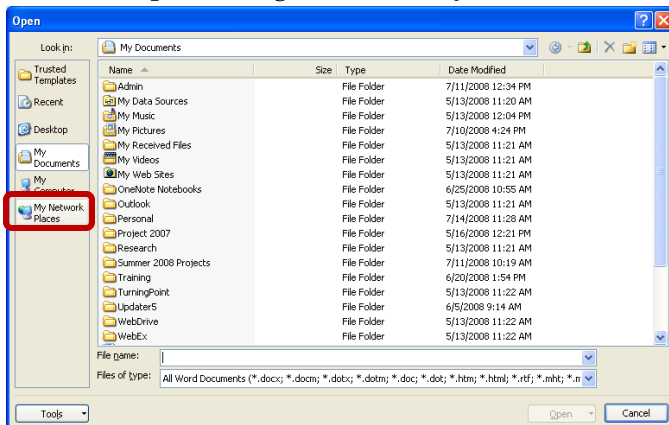 Open
Look in: My Documents
Trusted Templates
Recent
Desktop
My Documents
My Computer
My Network Places
Name Size Type Date Modified
Admin File Folder 7/11/2008 12:34 PM
My Data Sources File Folder 5/13/2008 11:20 AM
My Music File Folder 5/13/2008 12:04 PM
My Pictures File Folder 7/10/2008 4:24 PM
My Received Files File Folder 5/13/2008 11:21 AM
My Videos File Folder 5/13/2008 11:21 AM
My Web Sites File Folder 5/13/2008 11:21 AM
OneNote Notebooks File Folder 6/25/2008 10:55 AM
Outlook File Folder 5/13/2008 11:21 AM
Personal File Folder 7/14/2008 11:28 AM
Project 2007 File Folder 5/16/2008 12:21 PM
Research File Folder 5/13/2008 11:21 AM
Summer 2008 Projects File Folder 7/11/2008 10:19 AM
Training File Folder 6/20/2008 1:54 PM
TurningPoint File Folder 5/13/2008 11:22 AM
Updater5 File Folder 6/5/2008 9:14 AM
WebDrive File Folder 5/13/2008 11:22 AM
WebEx File Folder 5/13/2008 11:22 AM
File name:
Files of type: All Word Documents (*.docx; *.docm; *.dotx; *.dotm; *.doc; *.dot; *.htm; *.html; *.rtf; *.mht; *.m
Tools Open Cancel